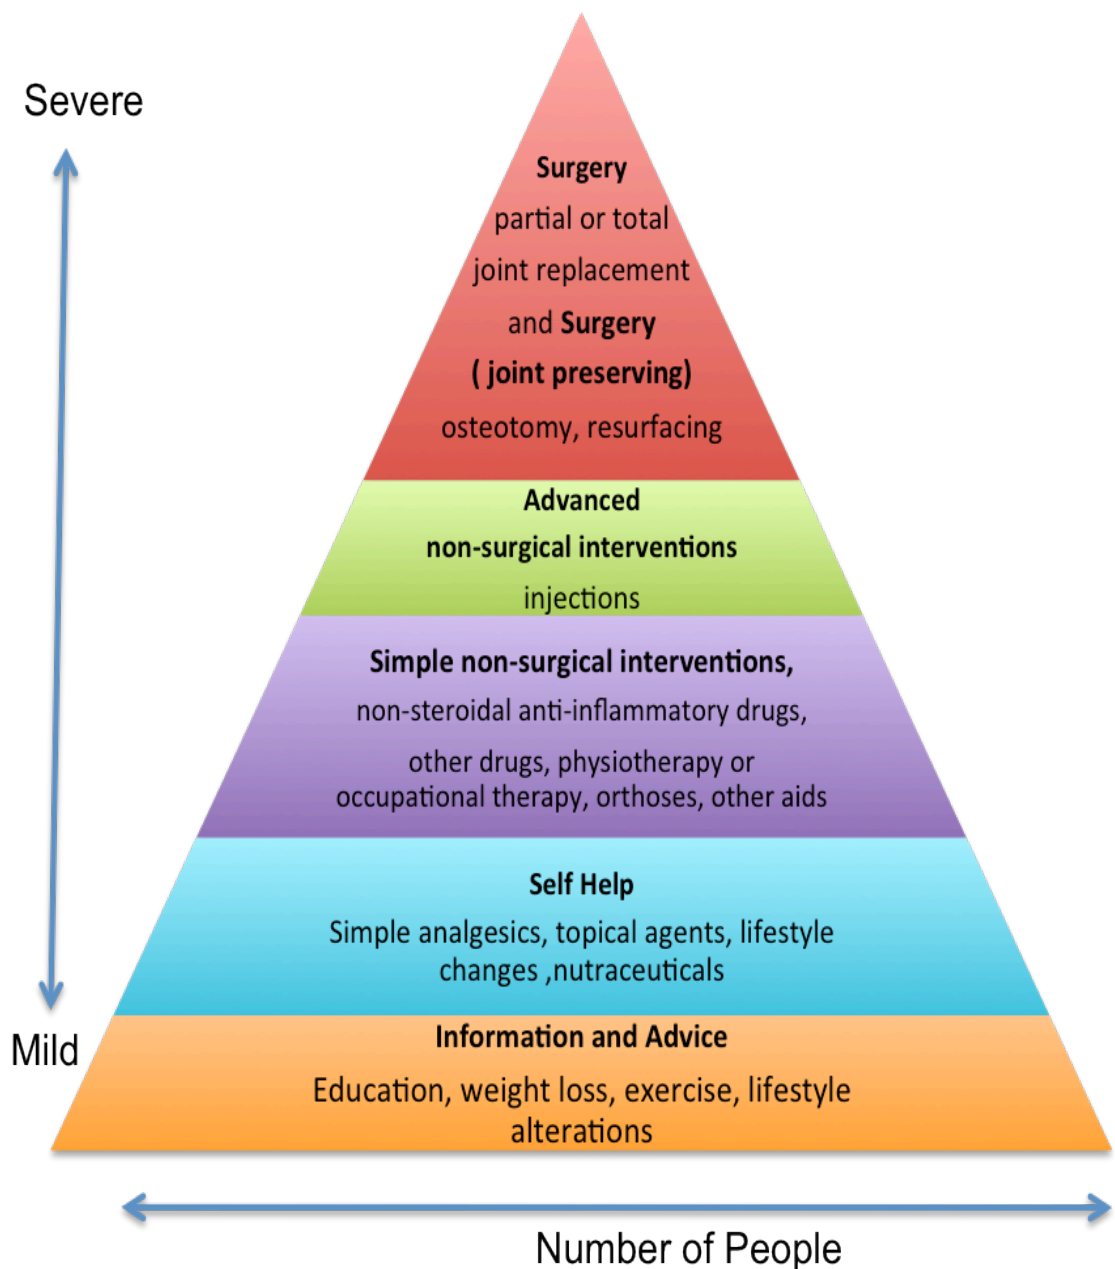 Severe
Surgery
partial or total
joint replacement
and Surgery
( joint preserving)
osteotomy, resurfacing
Advanced
non-surgical interventions
injections
Simple non-surgical interventions,
non-steroidal anti-inflammatory drugs,
other drugs, physiotherapy or
occupational therapy, orthoses, other aids
Self Help
Simple analgesics, topical agents, lifestyle
changes ,nutraceuticals
Mild
Information and Advice
Education, weight loss, exercise, lifestyle
alterations
Number of People